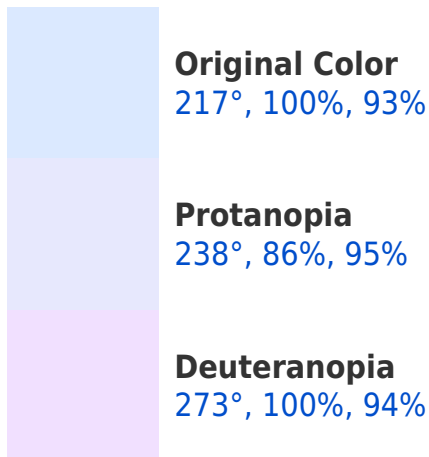 Original Color
217°, 100%, 93%
Protanopia
238°, 86%, 95%
Deuteranopia
273°, 100%, 94%